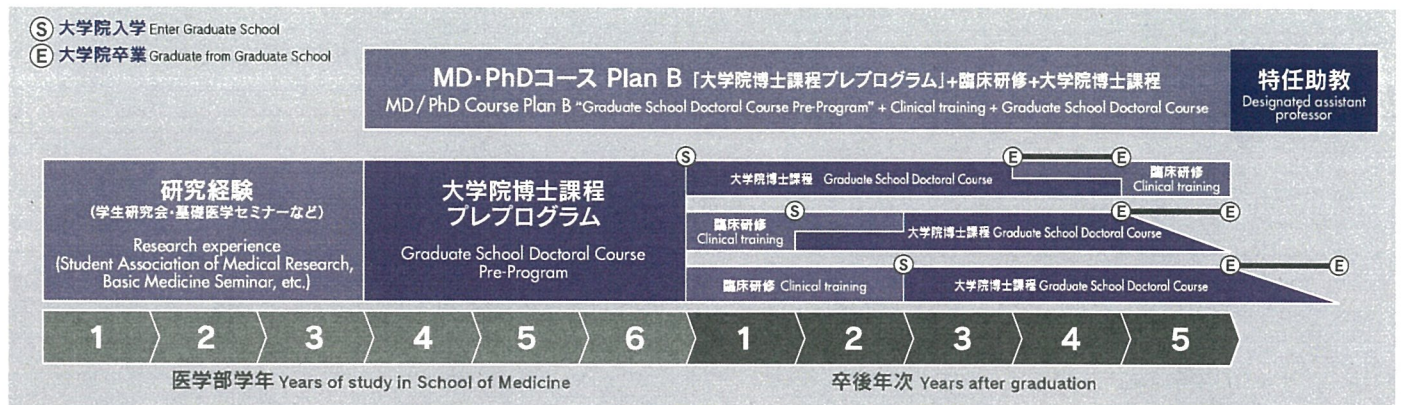 Ⓢ 大学院入学 Enter Graduate School
Ⓔ 大学院卒業 Graduate from Graduate School
MD・PhDコース Plan B 「大学院博士課程プレプログラム」+臨床研修+大学院博士課程
MD/PhD Course Plan B “Graduate School Doctoral Course Pre-Program” + Clinical training + Graduate School Doctoral Course
特任助教
Designated assistant
professor
研究経験
(学生研究会・基礎医学セミナーなど)
Research experience
(Student Association of Medical Research,
Basic Medicine Seminar, etc.)
大学院博士課程
プレプログラム
Graduate School Doctoral Course
Pre-Program
Ⓢ Ⓔ Ⓔ
大学院博士課程 Graduate School Doctoral Course
臨床研修
Clinical training
Ⓢ Ⓔ Ⓔ
臨床研修
Clinical training
大学院博士課程 Graduate School Doctoral Course
Ⓢ Ⓔ Ⓔ
臨床研修 Clinical training
大学院博士課程 Graduate School Doctoral Course
1 2 3 4 5 6 1 2 3 4 5
医学部学年 Years of study in School of Medicine
卒後年次 Years after graduation